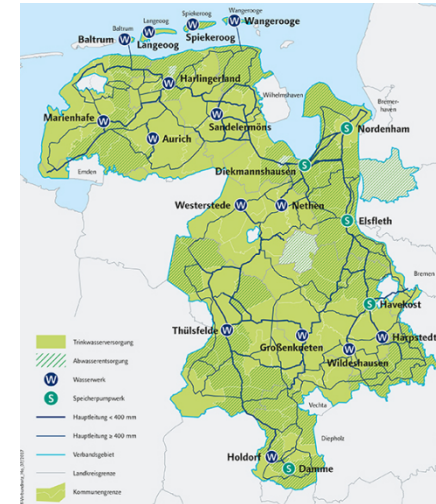 Baltrum
Langeoog
Spiekeroog
Wangerooge
Baltrum
Langeoog
Spiekeroog
Wangerooge
Harlingerland
Wilhelmshaven
Bremer-
haven
Marienhafe
Sandelermöns
Nordenham
Aurich
Emden
Diekmannshausen
Westerstede
Nethen
Elsfleth
Bremen
Havekost
Thülsfelde
Großenkneten
Harpstedt
Wildeshausen
Vechta
Diepholz
Holdorf
Damme
Trinkwasserversorgung
Abwasserentsorgung
W Wasserwerk
S Speicherpumpwerk
Hauptleitung < 400 mm
Hauptleitung ≥ 400 mm
Verbandsgebiet
Landkreisgrenze
Kommunengrenze